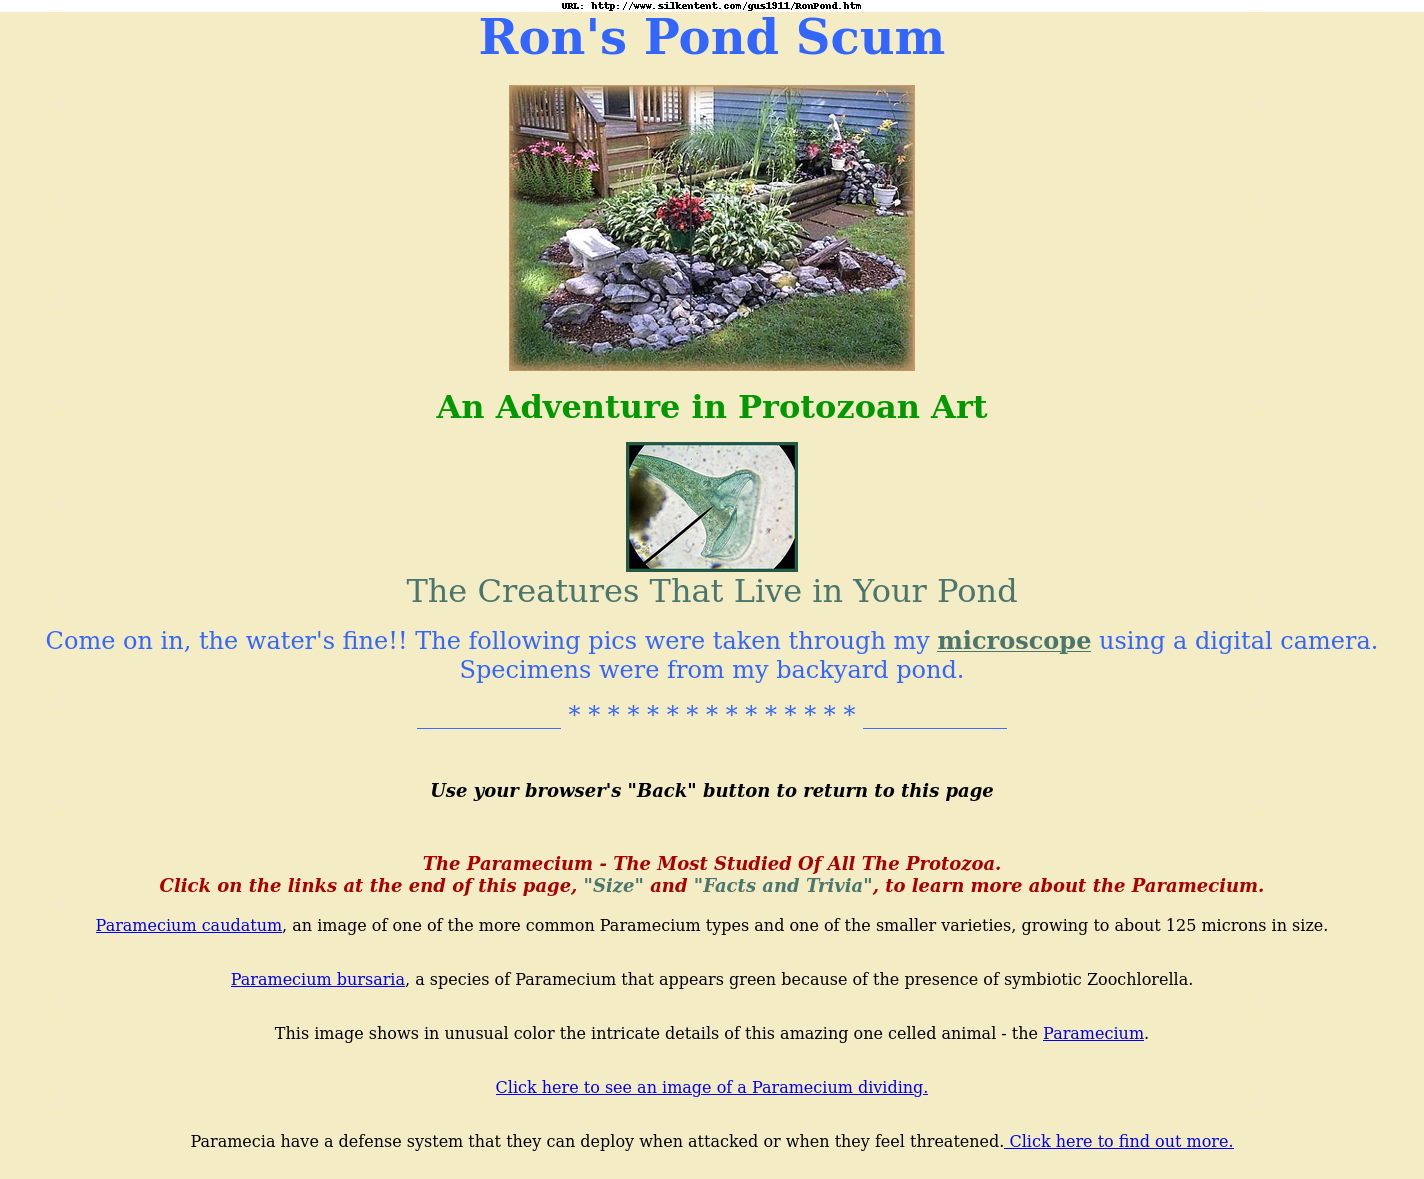 URL: http://www.silkentent.com/gus1911/RonPond.htm
Ron's Pond Scum
An Adventure in Protozoan Art
The Creatures That Live in Your Pond
Come on in, the water's fine!! The following pics were taken through my microscope using a digital camera.
Specimens were from my backyard pond.
* * * * * * * * * * * * * * *
Use your browser's "Back" button to return to this page
The Paramecium - The Most Studied Of All The Protozoa.
Click on the links at the end of this page, "Size" and "Facts and Trivia", to learn more about the Paramecium.
Paramecium caudatum, an image of one of the more common Paramecium types and one of the smaller varieties, growing to about 125 microns in size.
Paramecium bursaria, a species of Paramecium that appears green because of the presence of symbiotic Zoochlorella.
This image shows in unusual color the intricate details of this amazing one celled animal - the Paramecium.
Click here to see an image of a Paramecium dividing.
Paramecia have a defense system that they can deploy when attacked or when they feel threatened. Click here to find out more.